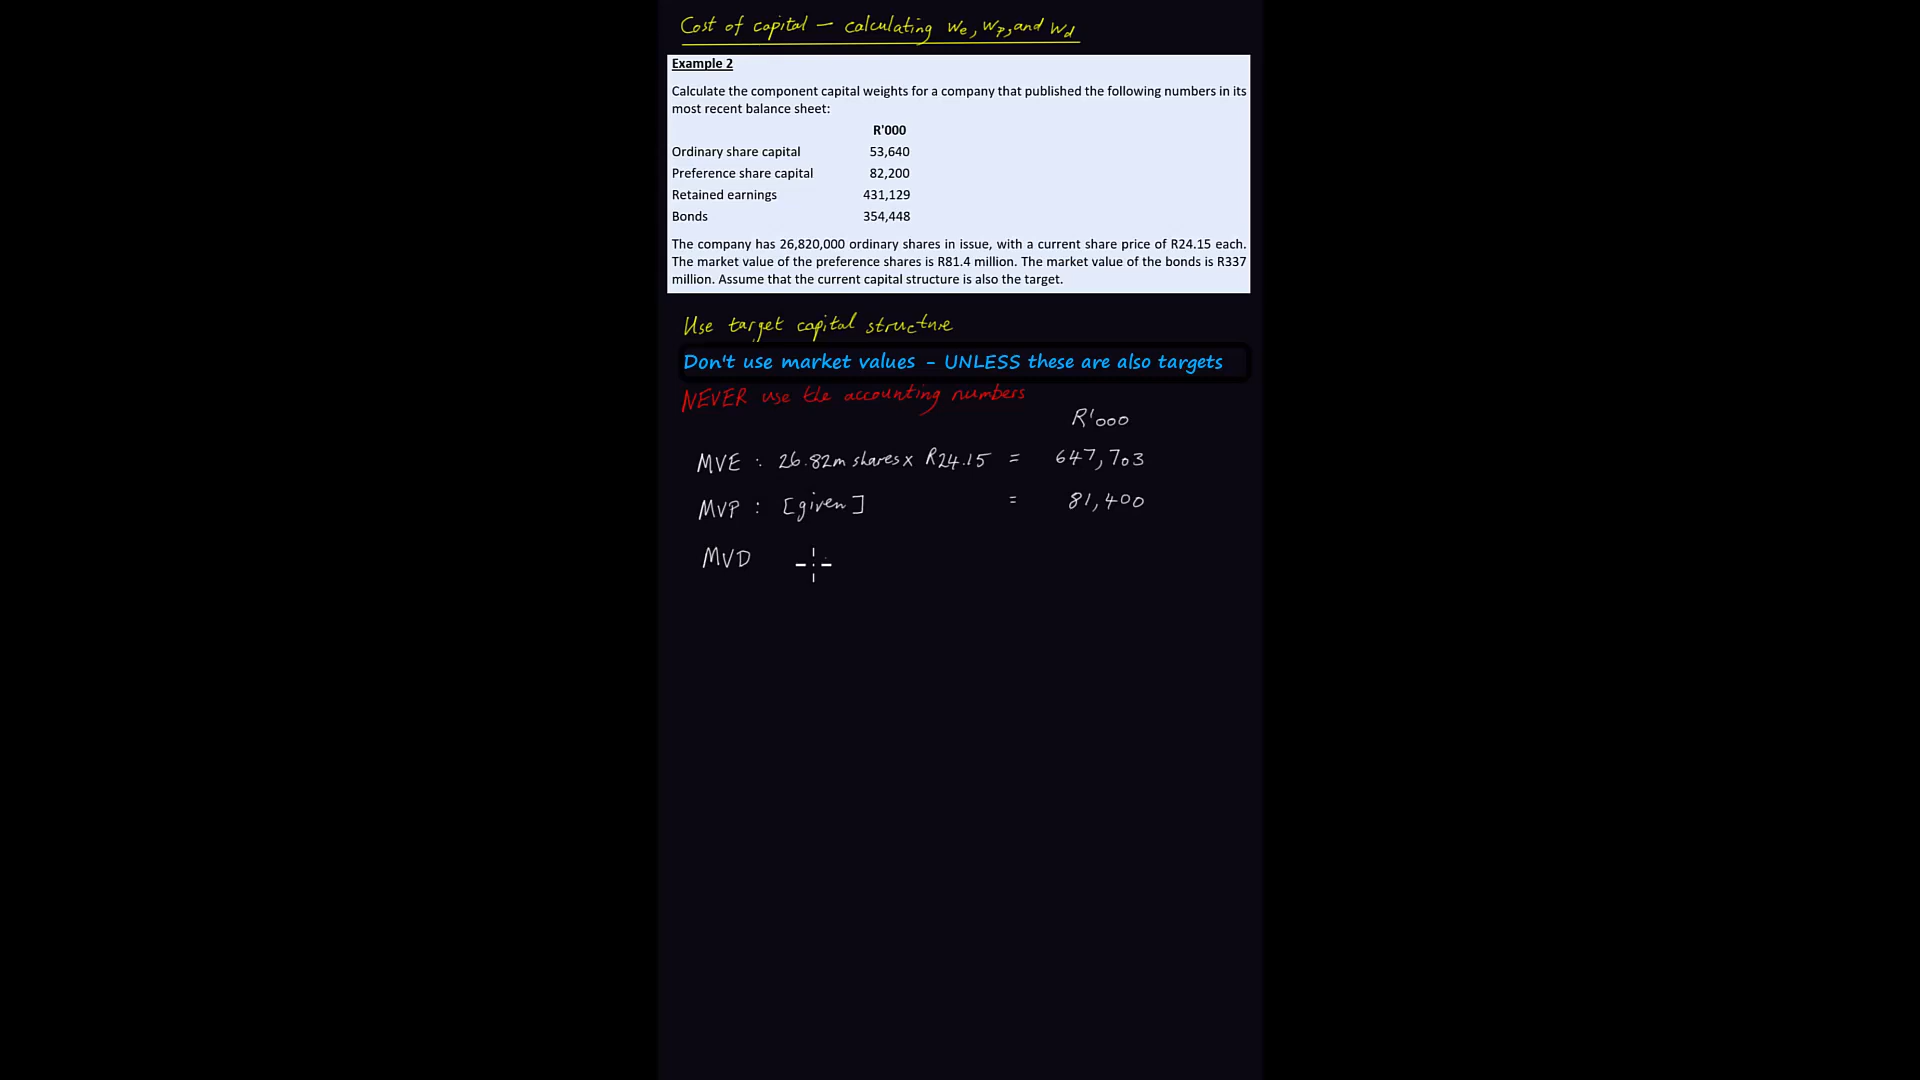 Cost of capital — calculating We, Wp, and Wd
Example 2
Calculate the component capital weights for a company that published the following numbers in its
most recent balance sheet:
R'000
Ordinary share capital 53,640
Preference share capital 82,200
Retained earnings 431,129
Bonds 354,448
The company has 26,820,000 ordinary shares in issue, with a current share price of R24.15 each.
The market value of the preference shares is R81.4 million. The market value of the bonds is R337
million. Assume that the current capital structure is also the target.
Use target capital structure
Don't use market values - UNLESS these are also targets
NEVER use the accounting numbers
R'000
MVE : 26.82m shares x R24.15 = 647,703
MVP : [given] = 81,400
MVD